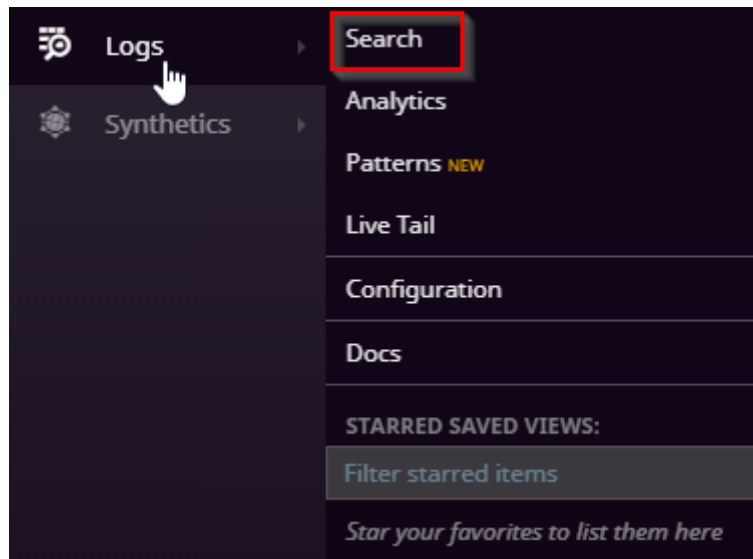 Logs
Synthetics
Search
Analytics
Patterns NEW
Live Tail
Configuration
Docs
STARRED SAVED VIEWS:
Filter starred items
Star your favorites to list them here